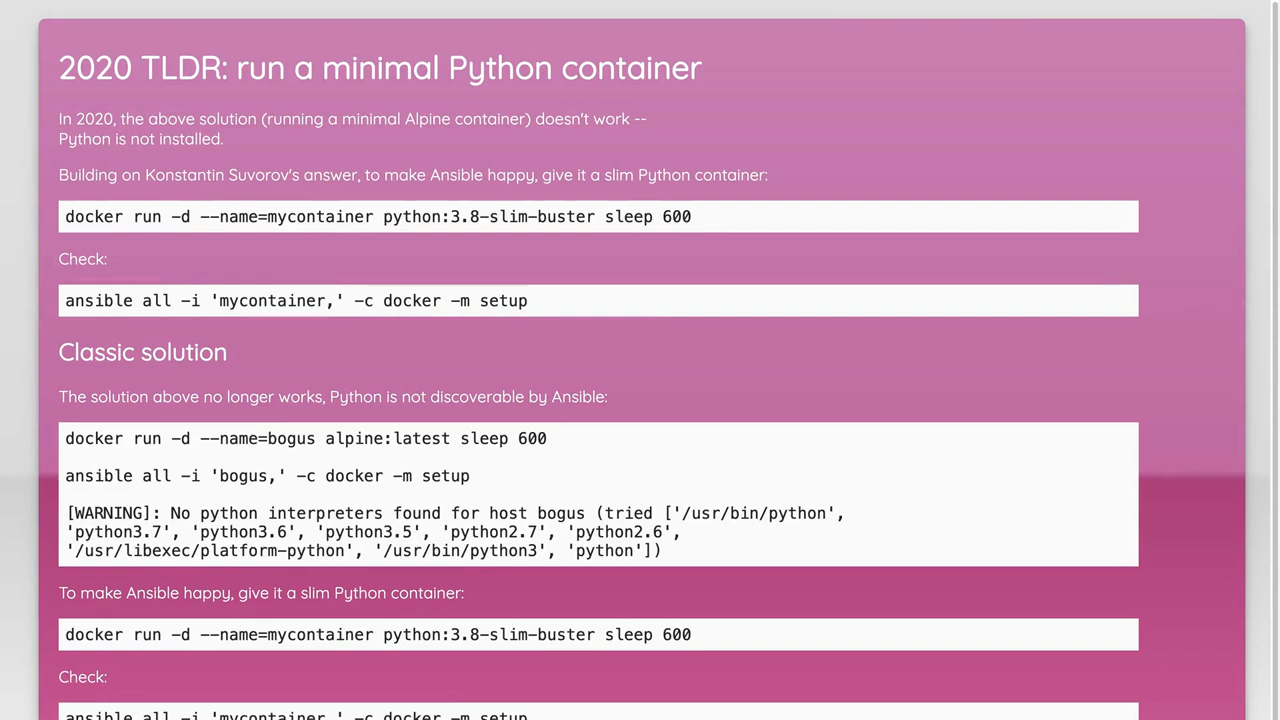 2020 TLDR: run a minimal Python container
In 2020, the above solution (running a minimal Alpine container) doesn't work --
Python is not installed.
Building on Konstantin Suvorov's answer, to make Ansible happy, give it a slim Python container:
docker run -d --name=mycontainer python:3.8-slim-buster sleep 600
Check:
ansible all -i 'mycontainer,' -c docker -m setup
Classic solution
The solution above no longer works, Python is not discoverable by Ansible:
docker run -d --name=bogus alpine:latest sleep 600
ansible all -i 'bogus,' -c docker -m setup
[WARNING]: No python interpreters found for host bogus (tried ['/usr/bin/python',
'python3.7', 'python3.6', 'python3.5', 'python2.7', 'python2.6',
'/usr/libexec/platform-python', '/usr/bin/python3', 'python'])
To make Ansible happy, give it a slim Python container:
docker run -d --name=mycontainer python:3.8-slim-buster sleep 600
Check:
ansible all -i 'mycontainer,' -c docker -m setup